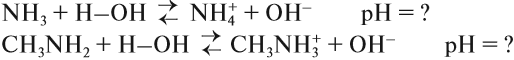 NH₃ + H–OH ⇄ NH₄⁺ + OH⁻ pH = ?
CH₃NH₂ + H–OH ⇄ CH₃NH₃⁺ + OH⁻ pH = ?